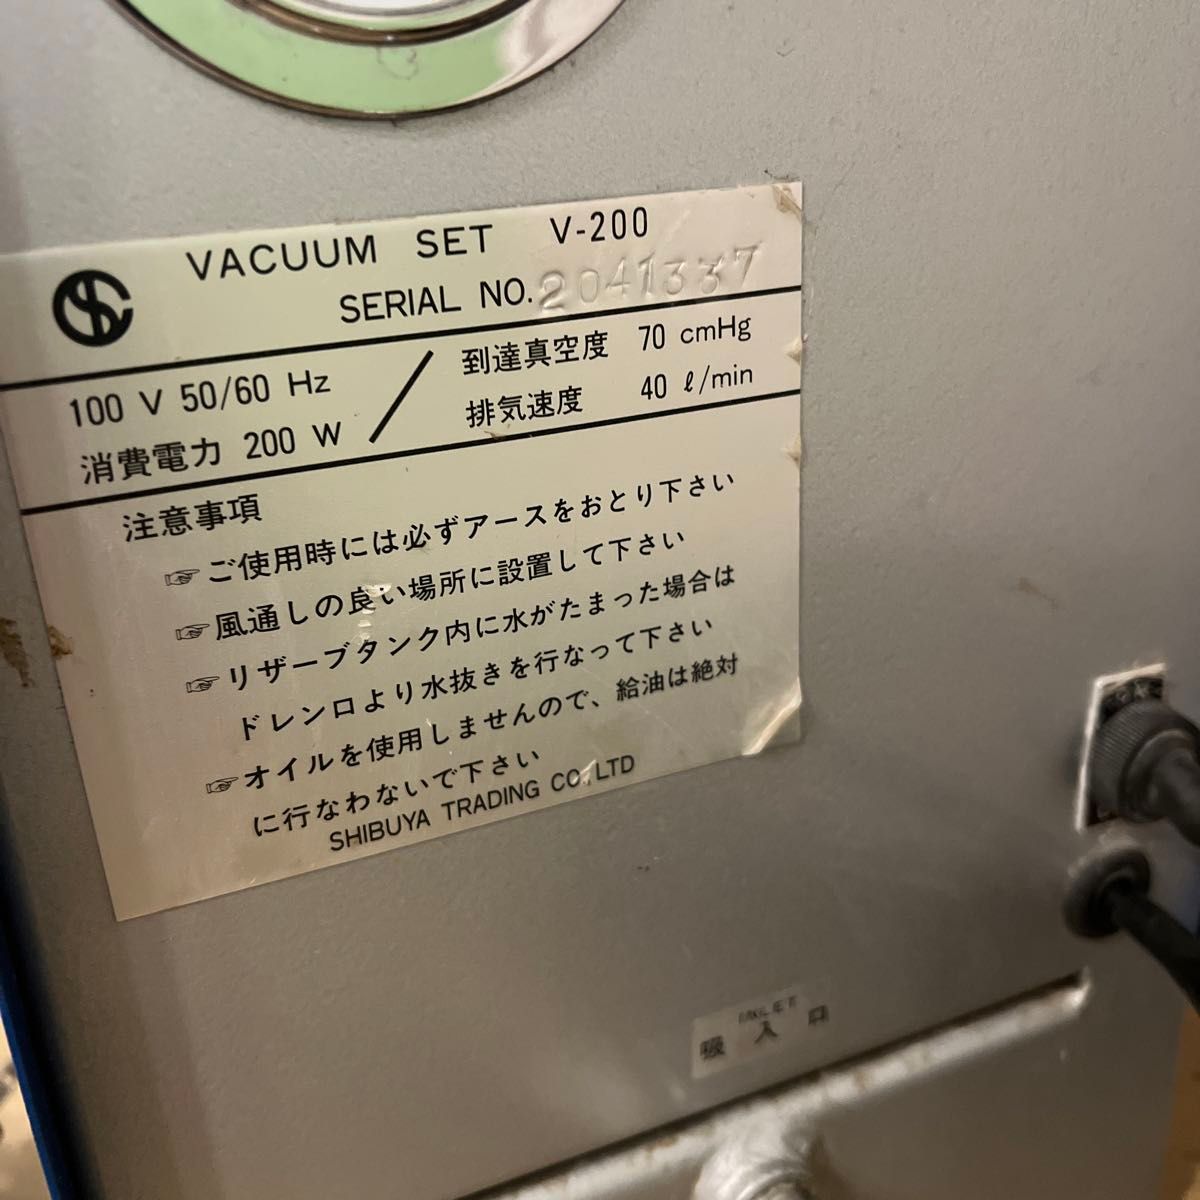 VACUUM SET V-200
SERIAL NO. 2041337
100 V 50/60 Hz
消費電力 200 W
到達真空度 70 cmHg
排気速度 40 ℓ/min
注意事項
☞ご使用時には必ずアースをおとり下さい
☞風通しの良い場所に設置して下さい
☞リザーブタンク内に水がたまった場合は
ドレン口より水抜きを行なって下さい
☞オイルを使用しませんので、給油は絶対
に行なわないで下さい
SHIBUYA TRADING CO.,LTD
INLET
吸入口